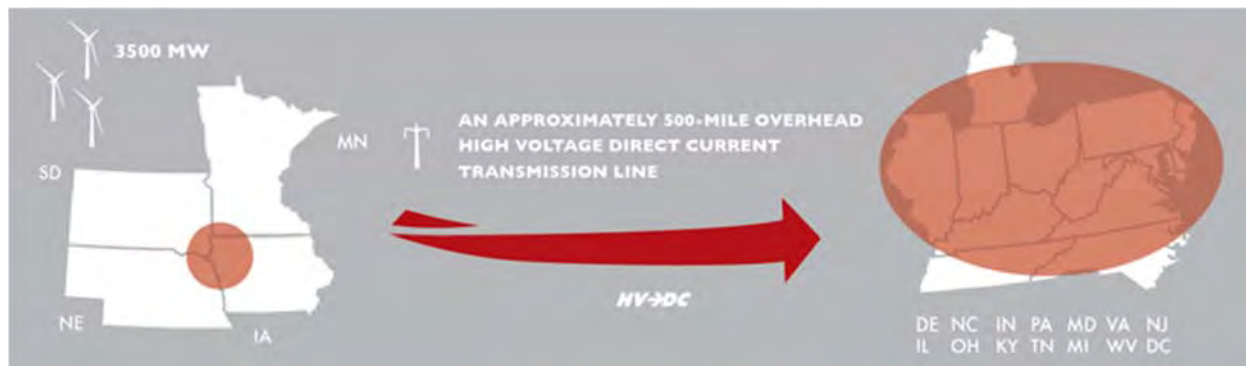 3500 MW
MN
SD
NE
IA
AN APPROXIMATELY 500-MILE OVERHEAD
HIGH VOLTAGE DIRECT CURRENT
TRANSMISSION LINE
HV→DC
DE NC IN PA MD VA NJ
IL OH KY TN MI WV DC